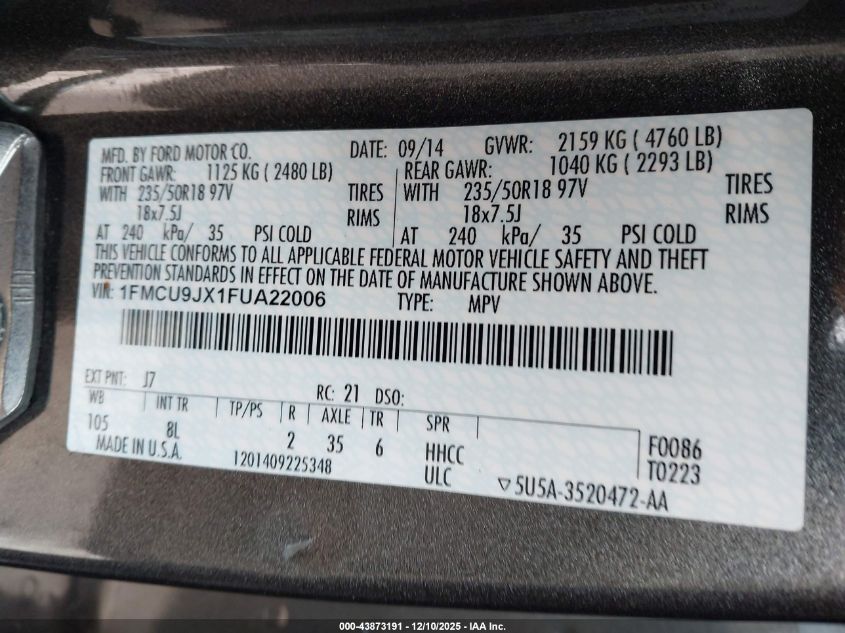 MFD. BY FORD MOTOR CO. DATE: 09/14 GVWR: 2159 KG ( 4760 LB)
FRONT GAWR: 1125 KG ( 2480 LB) REAR GAWR: 1040 KG ( 2293 LB)
WITH 235/50R18 97V TIRES WITH 235/50R18 97V TIRES
18x7.5J RIMS 18x7.5J RIMS
AT 240 kPa/ 35 PSI COLD AT 240 kPa/ 35 PSI COLD
THIS VEHICLE CONFORMS TO ALL APPLICABLE FEDERAL MOTOR VEHICLE SAFETY AND THEFT
PREVENTION STANDARDS IN EFFECT ON THE DATE OF MANUFACTURE SHOWN ABOVE.
VIN: 1FMCU9JX1FUA22006 TYPE: MPV
EXT PNT: J7 RC: 21 DSO:
WB INT TR TP/PS R AXLE TR SPR
105 8L 2 35 6 HHCC F0086
MADE IN U.S.A. 1201409225348 ULC T0223
▽5U5A-3520472-AA
000-43873191 - 12/10/2025 - IAA Inc.